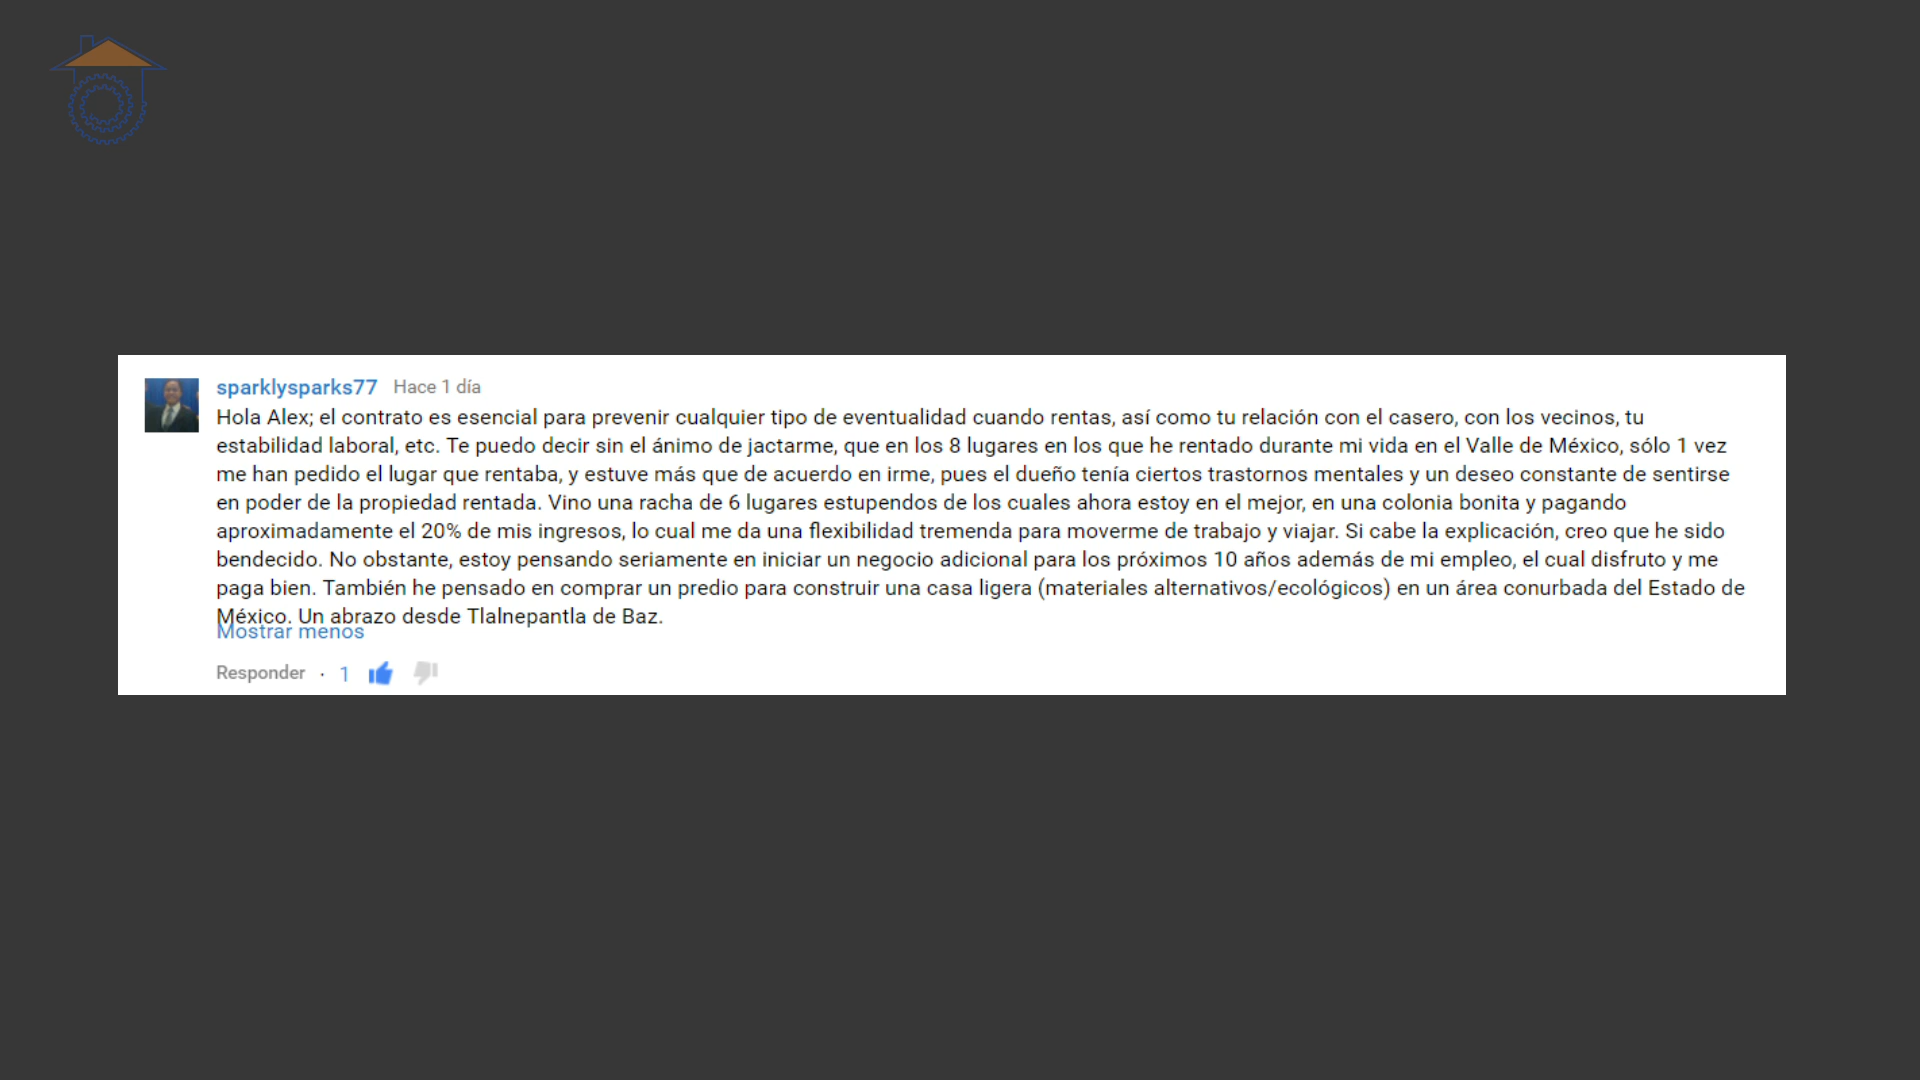 sparklysparks77 Hace 1 día
Hola Alex; el contrato es esencial para prevenir cualquier tipo de eventualidad cuando rentas, así como tu relación con el casero, con los vecinos, tu
estabilidad laboral, etc. Te puedo decir sin el ánimo de jactarme, que en los 8 lugares en los que he rentado durante mi vida en el Valle de México, sólo 1 vez
me han pedido el lugar que rentaba, y estuve más que de acuerdo en irme, pues el dueño tenía ciertos trastornos mentales y un deseo constante de sentirse
en poder de la propiedad rentada. Vino una racha de 6 lugares estupendos de los cuales ahora estoy en el mejor, en una colonia bonita y pagando
aproximadamente el 20% de mis ingresos, lo cual me da una flexibilidad tremenda para moverme de trabajo y viajar. Si cabe la explicación, creo que he sido
bendecido. No obstante, estoy pensando seriamente en iniciar un negocio adicional para los próximos 10 años además de mi empleo, el cual disfruto y me
paga bien. También he pensado en comprar un predio para construir una casa ligera (materiales alternativos/ecológicos) en un área conurbada del Estado de
México. Un abrazo desde Tlalnepantla de Baz.
Mostrar menos
Responder · 1